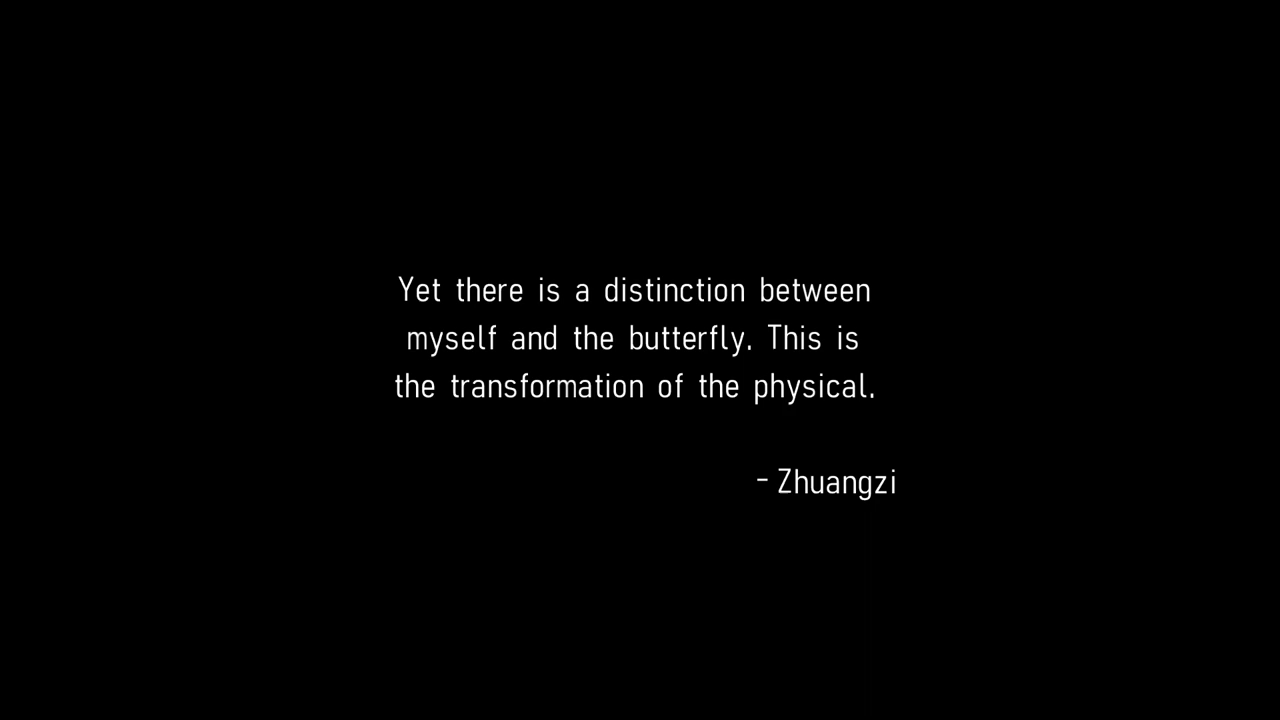 Yet there is a distinction between
myself and the butterfly. This is
the transformation of the physical.
- Zhuangzi